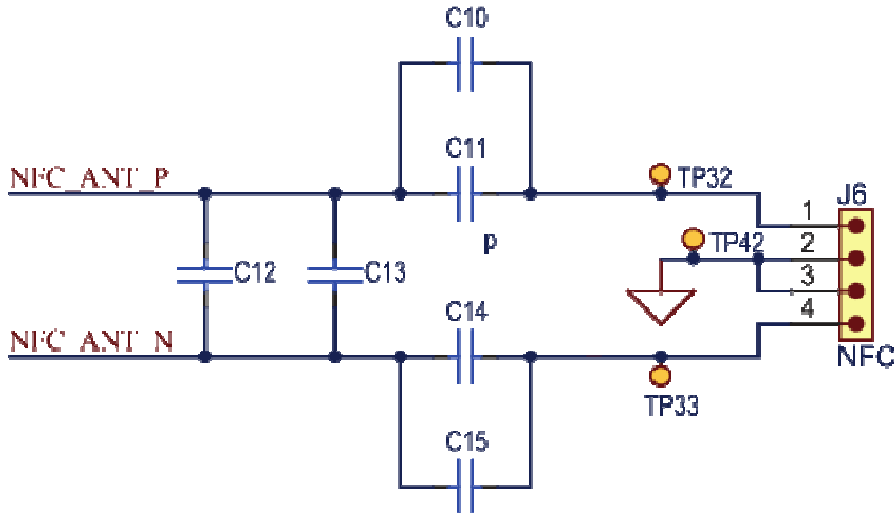 C10
C11
NFC_ANT_P
TP32
J6
1
p
TP42
2
C12
C13
3
C14
4
NFC_ANT_N
NFC
TP33
C15